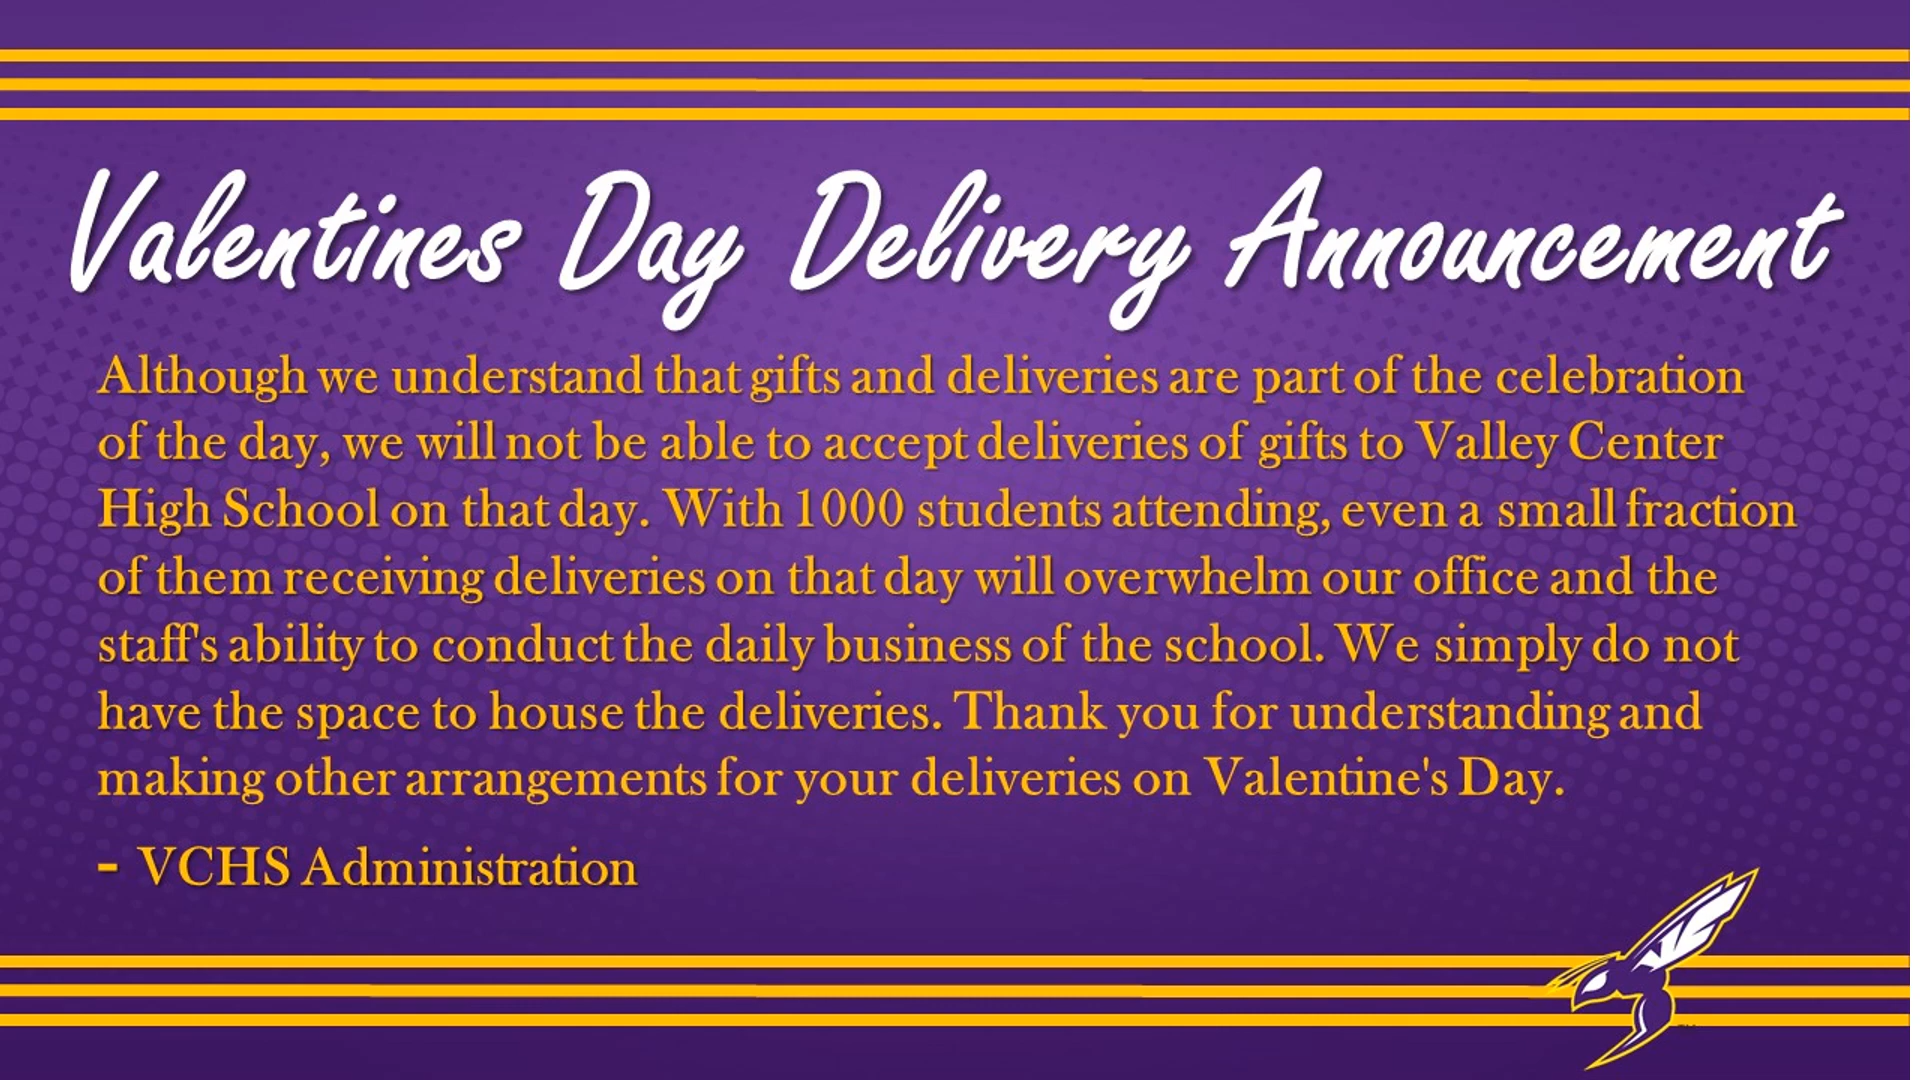 Valentines Day Delivery Announcement
Although we understand that gifts and deliveries are part of the celebration
of the day, we will not be able to accept deliveries of gifts to Valley Center
High School on that day. With 1000 students attending, even a small fraction
of them receiving deliveries on that day will overwhelm our office and the
staff's ability to conduct the daily business of the school. We simply do not
have the space to house the deliveries. Thank you for understanding and
making other arrangements for your deliveries on Valentine's Day.
- VCHS Administration
VC
TM